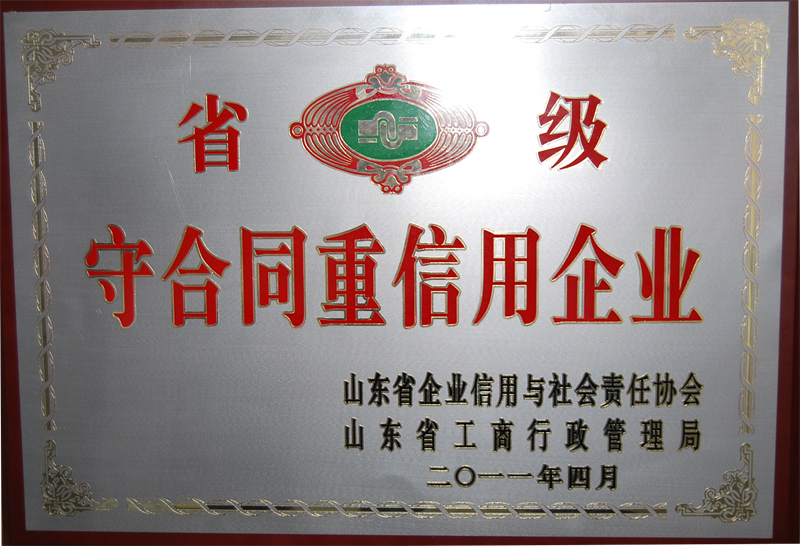 省级
守合同重信用企业
山东省企业信用与社会责任协会
山东省工商行政管理局
二〇一一年四月